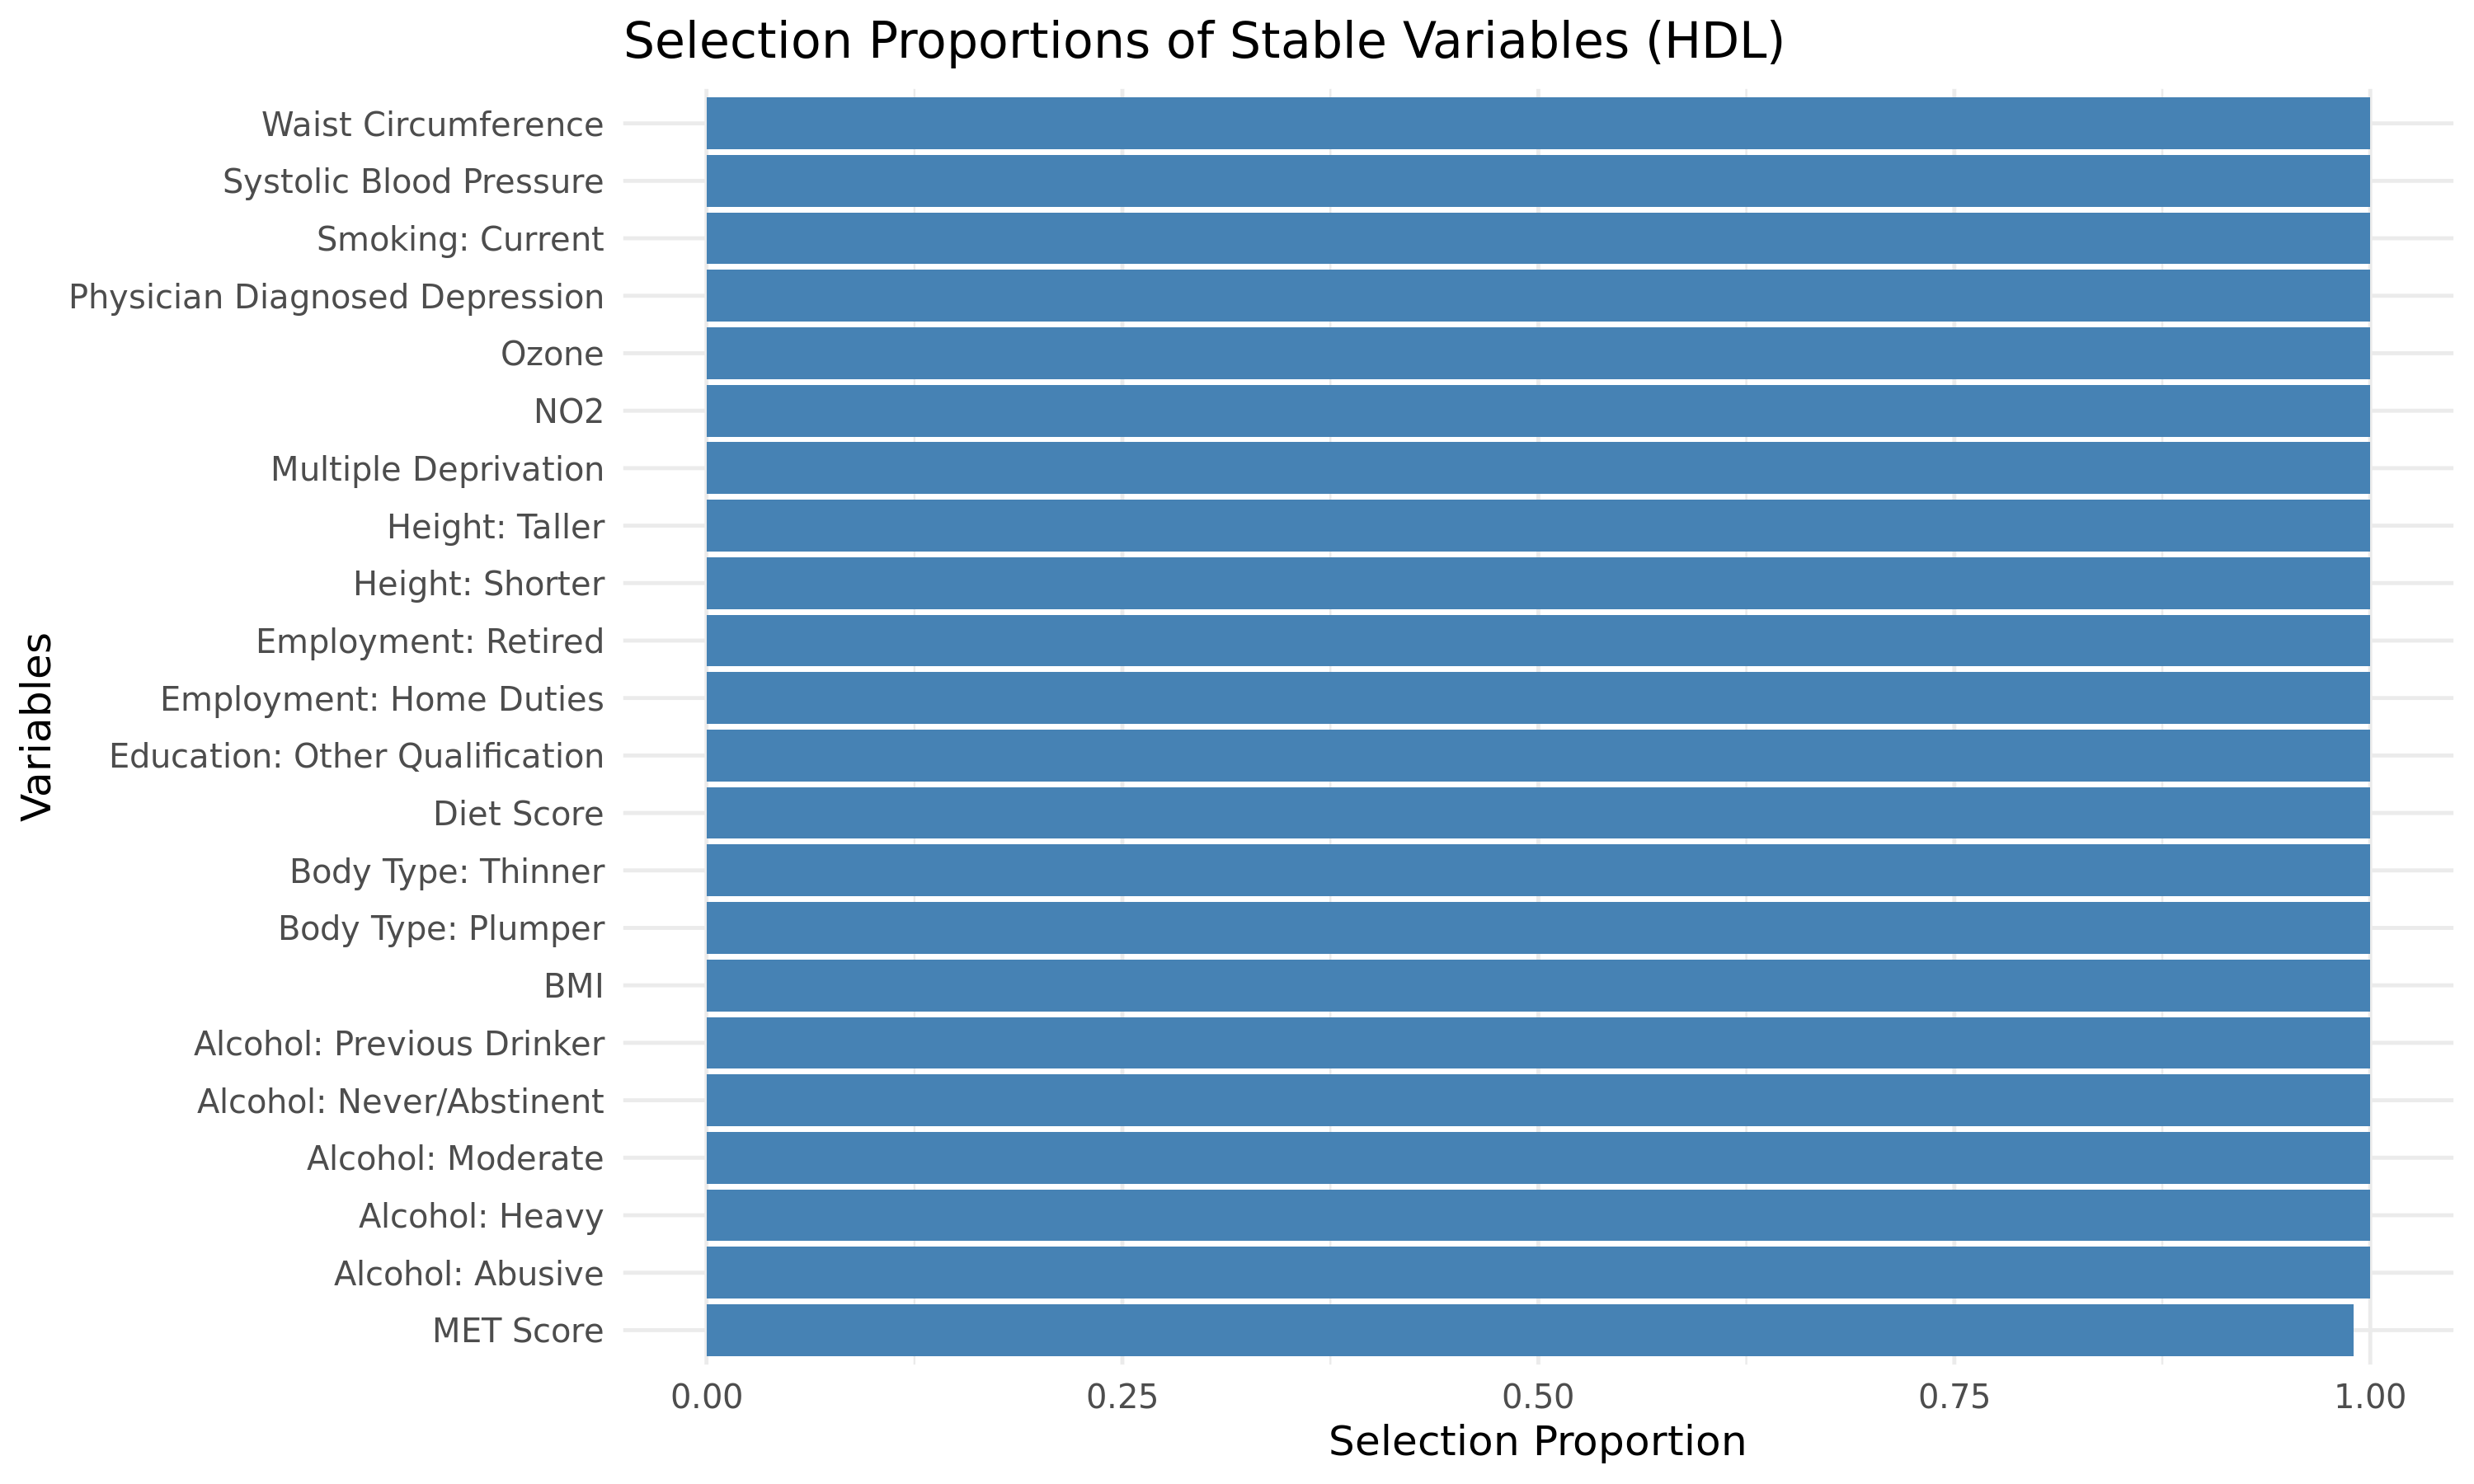 Selection Proportions of Stable Variables (HDL)
Variables
Waist Circumference
Systolic Blood Pressure
Smoking: Current
Physician Diagnosed Depression
Ozone
NO2
Multiple Deprivation
Height: Taller
Height: Shorter
Employment: Retired
Employment: Home Duties
Education: Other Qualification
Diet Score
Body Type: Thinner
Body Type: Plumper
BMI
Alcohol: Previous Drinker
Alcohol: Never/Abstinent
Alcohol: Moderate
Alcohol: Heavy
Alcohol: Abusive
MET Score
0.00 0.25 0.50 0.75 1.00
Selection Proportion